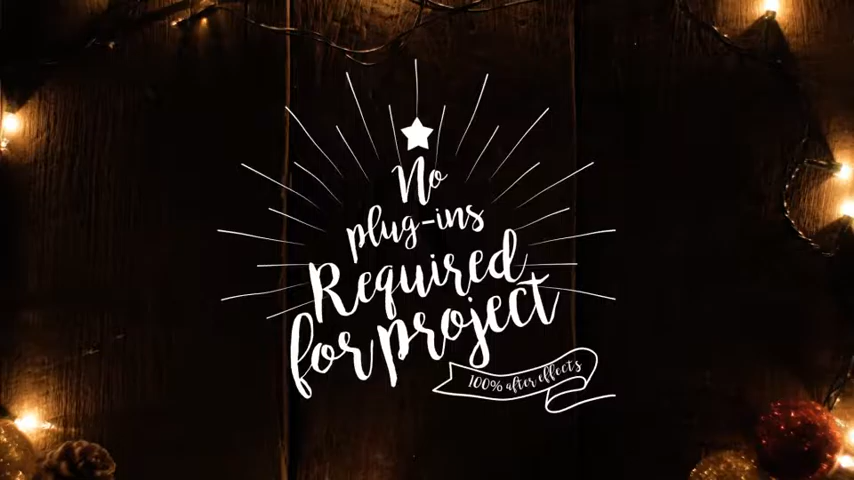 No
plug-ins
Required
for project
100% after effects